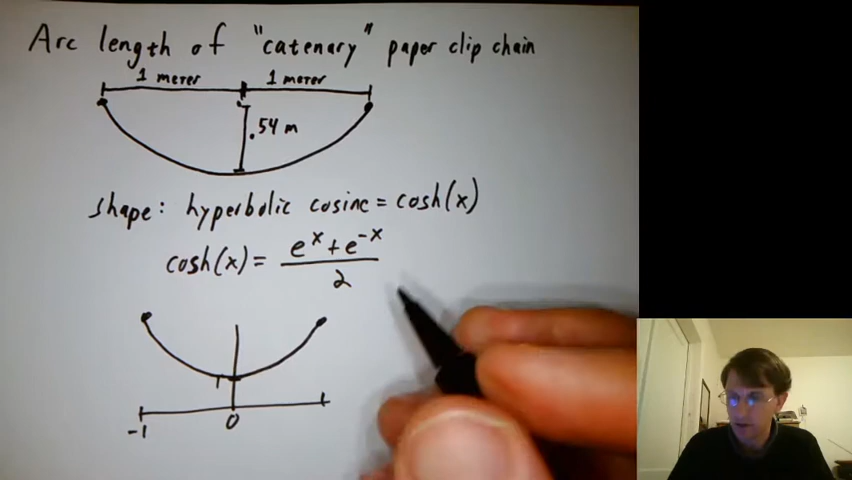 Arc length of "catenary" paper clip chain
1 meter 1 meter
.54 m
shape: hyperbolic cosine = cosh(x)
cosh(x) = (e^x + e^-x)/2
-1 0